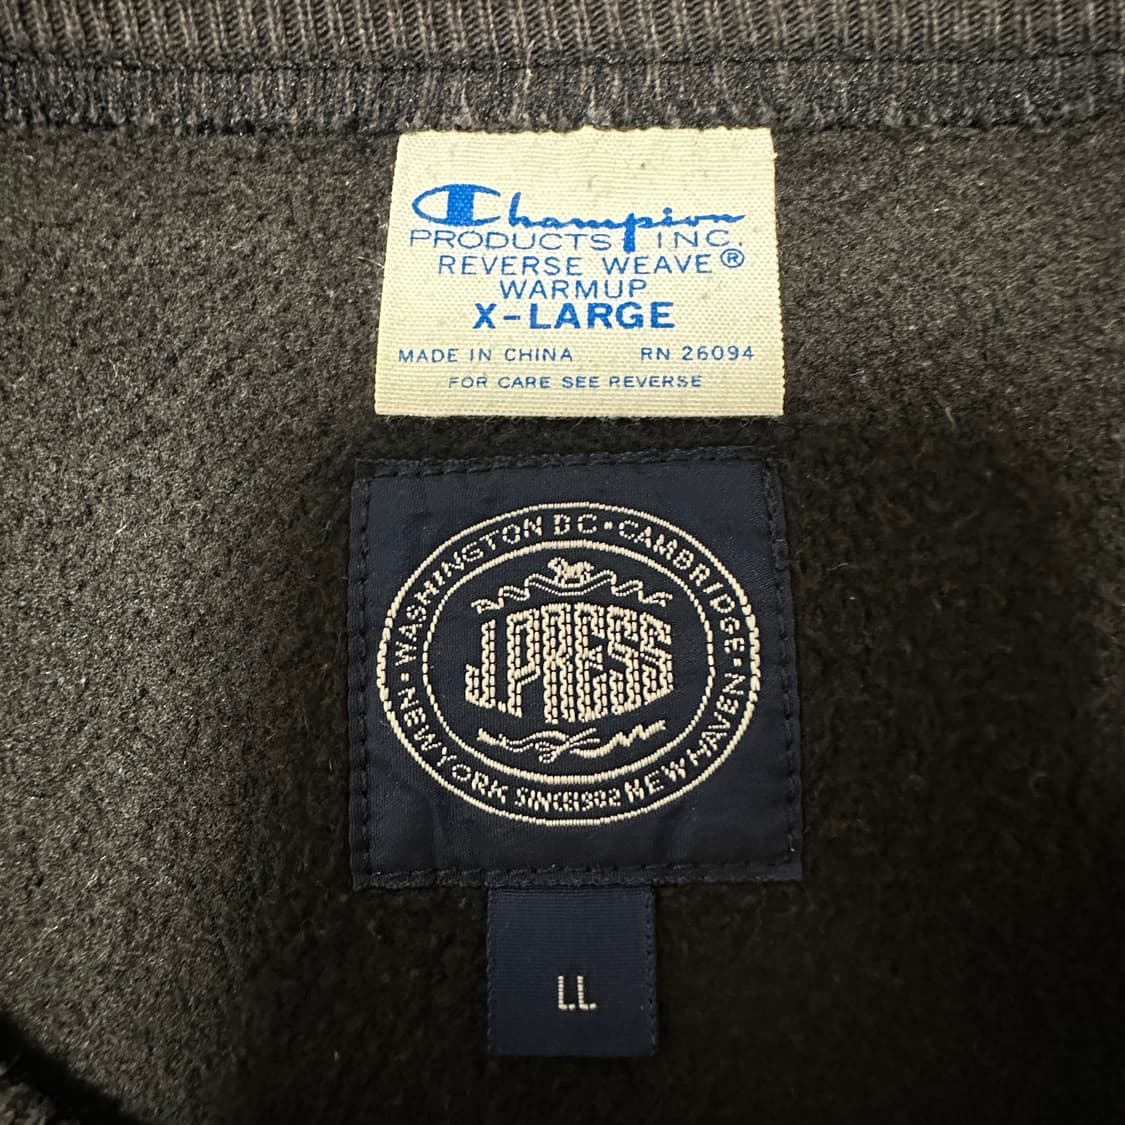 Champion
PRODUCTS INC.
REVERSE WEAVE®
WARMUP
X-LARGE
MADE IN CHINA RN 26094
FOR CARE SEE REVERSE
WASHINGTON DC • CAMBRIDGE •
J.PRESS
• NEW YORK SINCE 1902 NEW HAVEN
LL